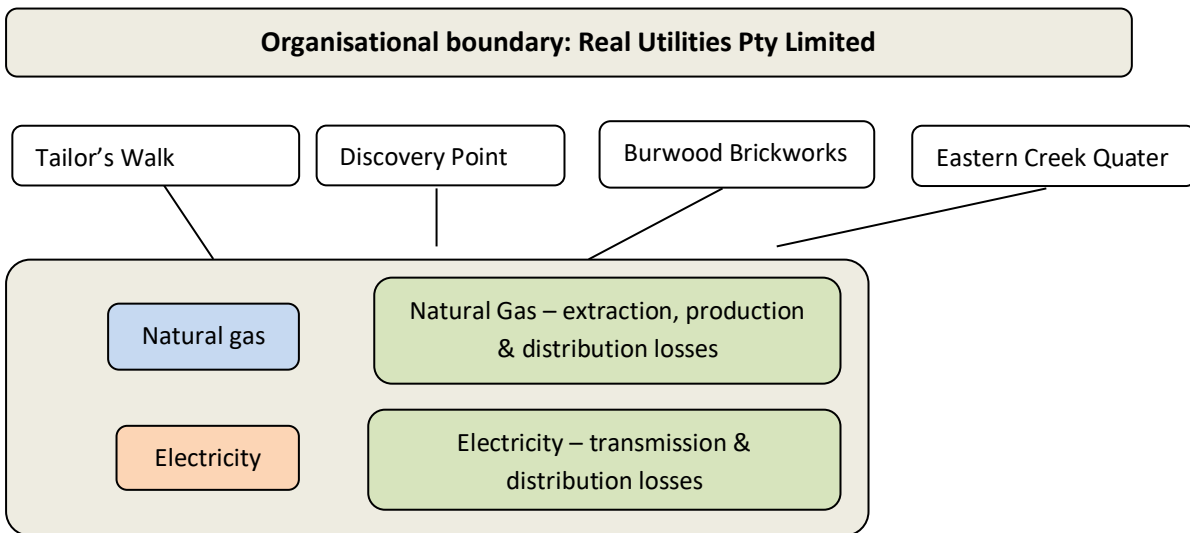 Organisational boundary: Real Utilities Pty Limited
Tailor’s Walk
Discovery Point
Burwood Brickworks
Eastern Creek Quater
Natural gas
Natural Gas – extraction, production
& distribution losses
Electricity
Electricity – transmission &
distribution losses